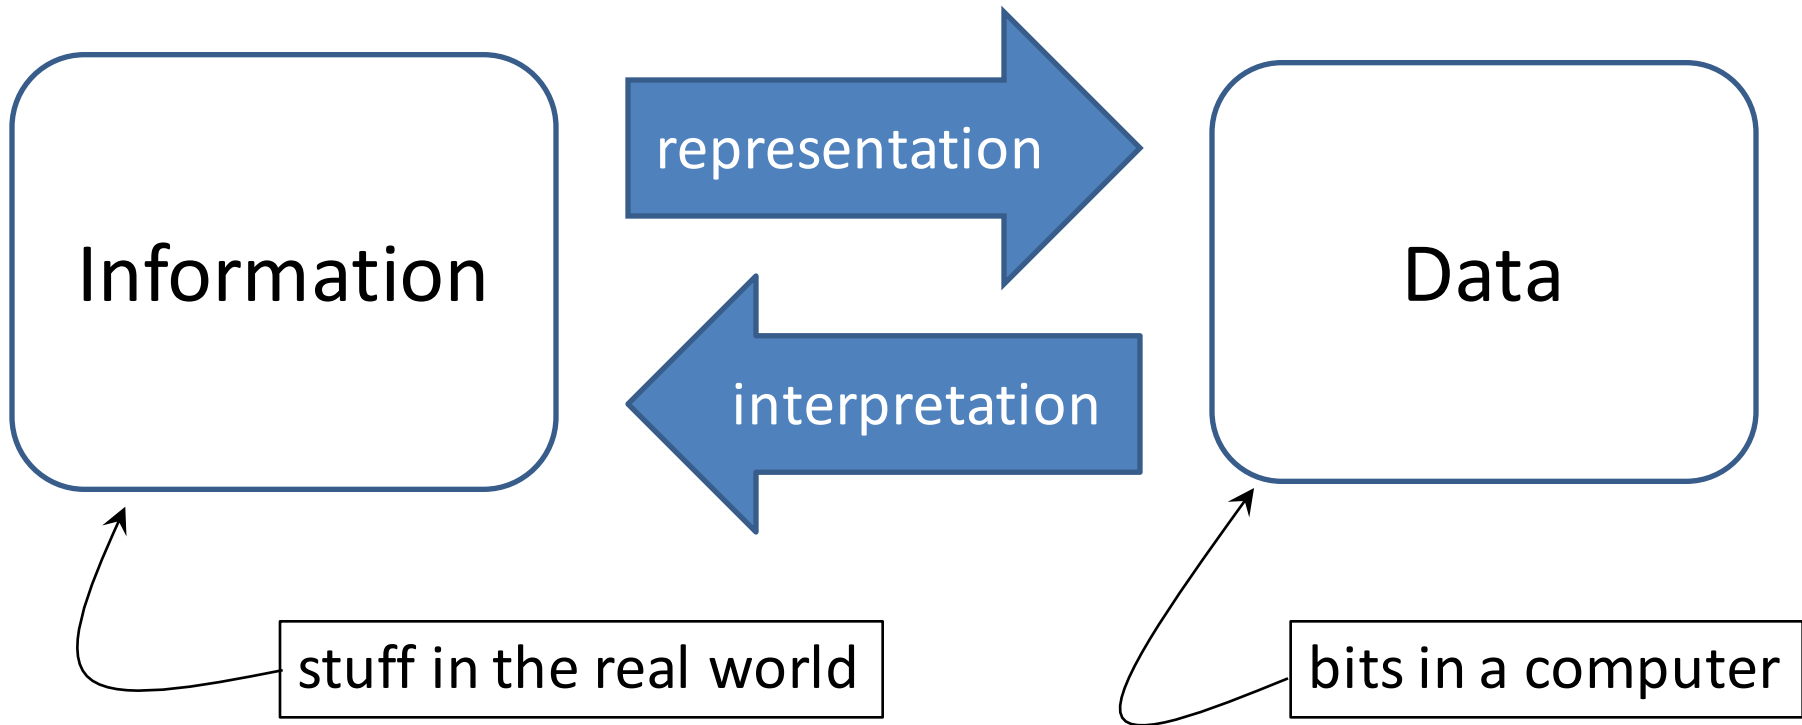 representation
Information
Data
interpretation
stuff in the real world
bits in a computer